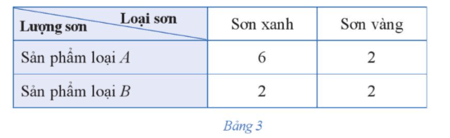 Loại sơn
Lượng sơn
Sơn xanh
Sơn vàng
Sản phẩm loại A
6
2
Sản phẩm loại B
2
2
Bảng 3